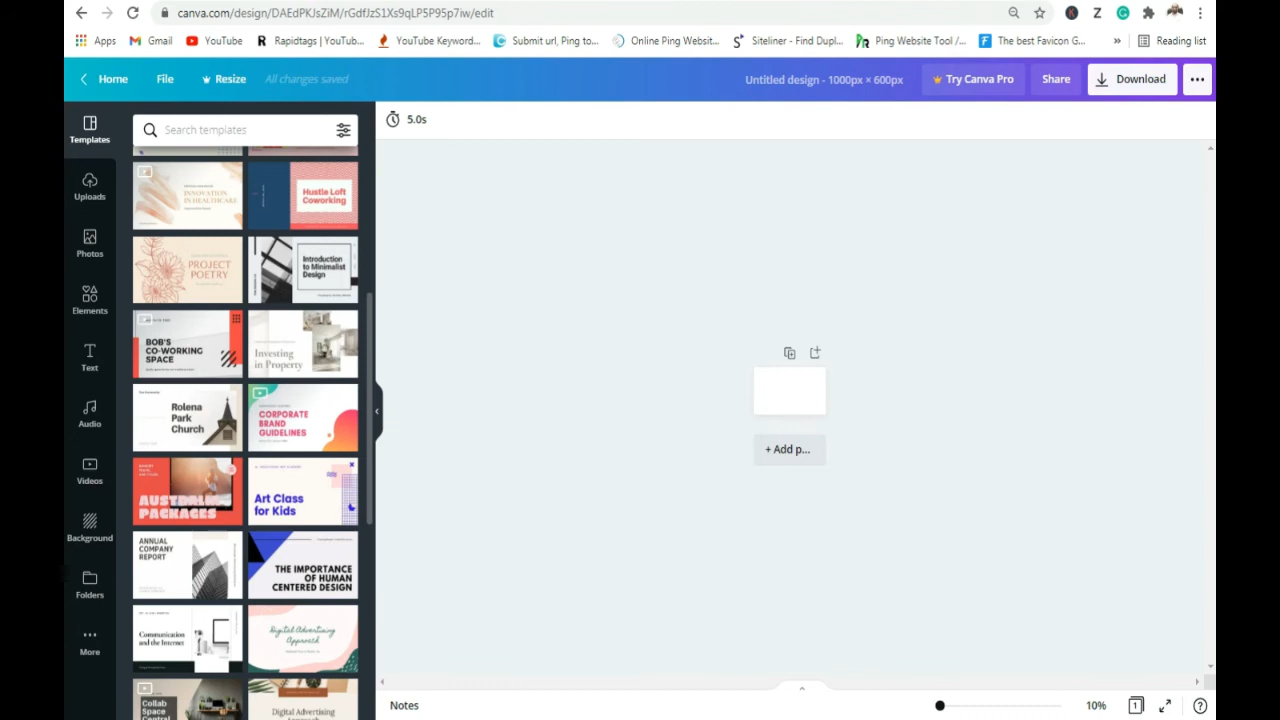 canva.com/design/DAEdPKJsZiM/rGdfJzS1Xs9qLP5P95p7iw/edit
Apps
Gmail
YouTube
Rapidtags | YouTub...
YouTube Keyword...
Submit url, Ping to...
Online Ping Websit...
Siteliner - Find Dupl...
Ping Website Tool /...
The best Favicon G...
»
Reading list
Home
File
Resize
All changes saved
Untitled design - 1000px × 600px
Try Canva Pro
Share
Download
Templates
Uploads
Photos
Elements
Text
Audio
Videos
Background
Folders
More
Search templates
5.0s
INNOVATION
IN HEALTHCARE
Hustle Loft
Coworking
PROJECT
POETRY
Introduction
to Minimalist
Design
BOB'S
CO-WORKING
SPACE
Investing
in Property
Rolena
Park
Church
CORPORATE
BRAND
GUIDELINES
AUSTRALIA
PACKAGES
Art Class
for Kids
ANNUAL
COMPANY
REPORT
THE IMPORTANCE
OF HUMAN
CENTERED DESIGN
Communication
and the Internet
Digital Advertising
Approach
Collab
Space
Central
Digital Advertising
Approach
+ Add p...
Notes
10%
1